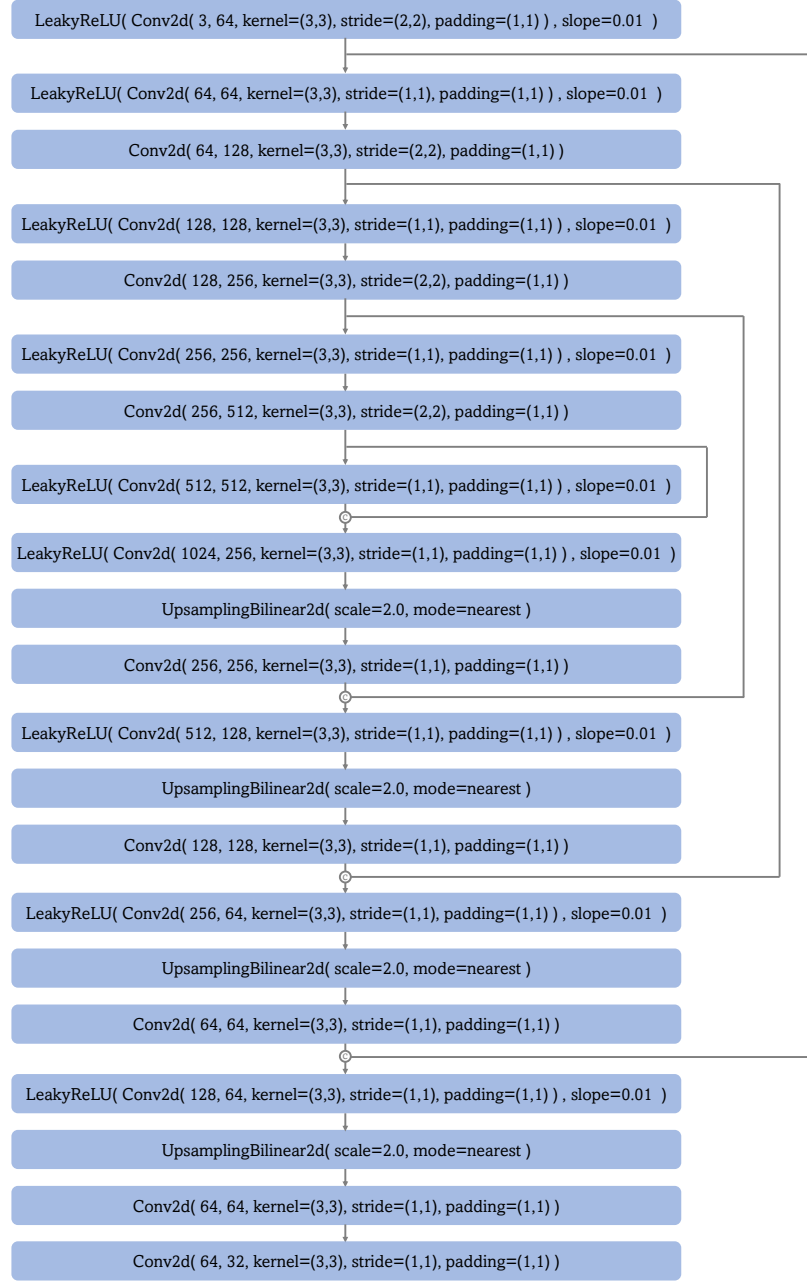 LeakyReLU( Conv2d( 3, 64, kernel=(3,3), stride=(2,2), padding=(1,1) ) , slope=0.01 )
LeakyReLU( Conv2d( 64, 64, kernel=(3,3), stride=(1,1), padding=(1,1) ) , slope=0.01 )
Conv2d( 64, 128, kernel=(3,3), stride=(2,2), padding=(1,1) )
LeakyReLU( Conv2d( 128, 128, kernel=(3,3), stride=(1,1), padding=(1,1) ) , slope=0.01 )
Conv2d( 128, 256, kernel=(3,3), stride=(2,2), padding=(1,1) )
LeakyReLU( Conv2d( 256, 256, kernel=(3,3), stride=(1,1), padding=(1,1) ) , slope=0.01 )
Conv2d( 256, 512, kernel=(3,3), stride=(2,2), padding=(1,1) )
LeakyReLU( Conv2d( 512, 512, kernel=(3,3), stride=(1,1), padding=(1,1) ) , slope=0.01 )
C
LeakyReLU( Conv2d( 1024, 256, kernel=(3,3), stride=(1,1), padding=(1,1) ) , slope=0.01 )
UpsamplingBilinear2d( scale=2.0, mode=nearest )
Conv2d( 256, 256, kernel=(3,3), stride=(1,1), padding=(1,1) )
C
LeakyReLU( Conv2d( 512, 128, kernel=(3,3), stride=(1,1), padding=(1,1) ) , slope=0.01 )
UpsamplingBilinear2d( scale=2.0, mode=nearest )
Conv2d( 128, 128, kernel=(3,3), stride=(1,1), padding=(1,1) )
C
LeakyReLU( Conv2d( 256, 64, kernel=(3,3), stride=(1,1), padding=(1,1) ) , slope=0.01 )
UpsamplingBilinear2d( scale=2.0, mode=nearest )
Conv2d( 64, 64, kernel=(3,3), stride=(1,1), padding=(1,1) )
C
LeakyReLU( Conv2d( 128, 64, kernel=(3,3), stride=(1,1), padding=(1,1) ) , slope=0.01 )
UpsamplingBilinear2d( scale=2.0, mode=nearest )
Conv2d( 64, 64, kernel=(3,3), stride=(1,1), padding=(1,1) )
Conv2d( 64, 32, kernel=(3,3), stride=(1,1), padding=(1,1) )